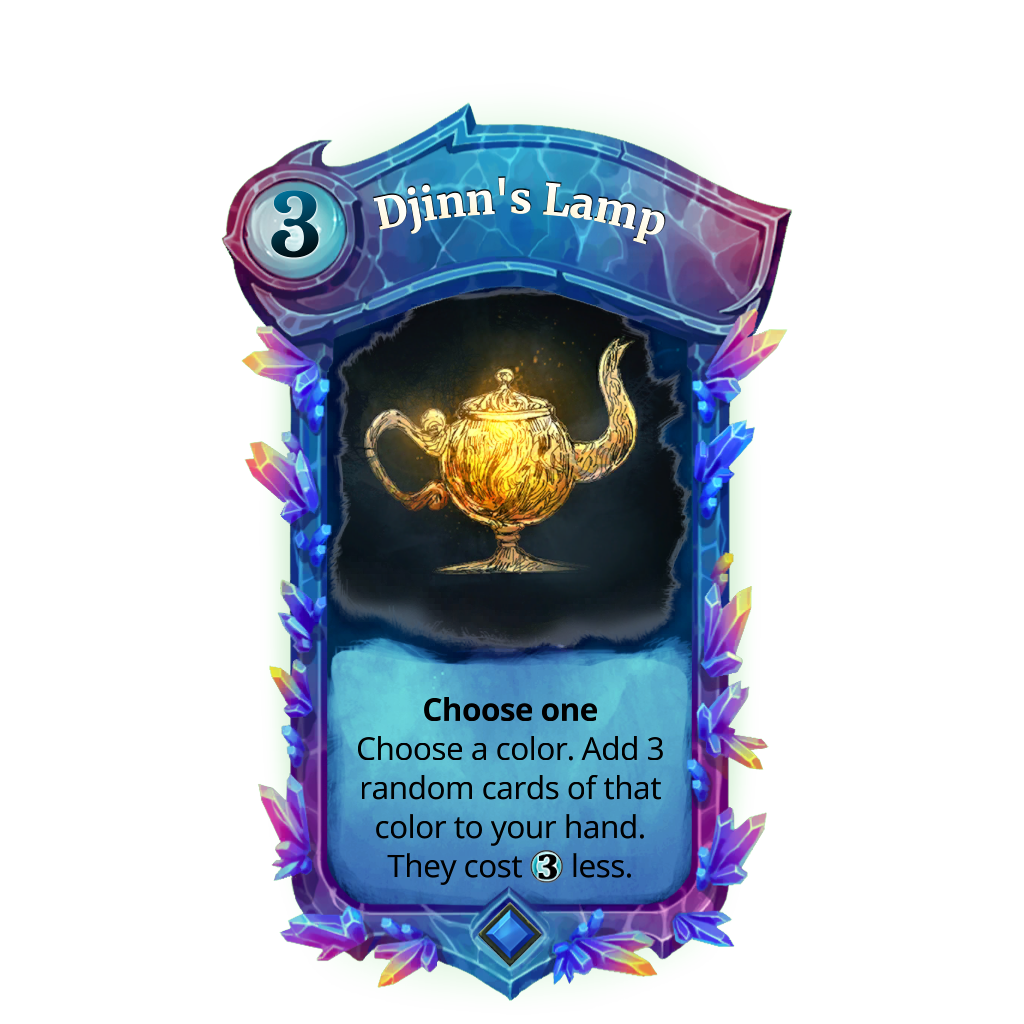 3
Djinn's Lamp
Choose one
Choose a color. Add 3
random cards of that
color to your hand.
They cost 3 less.